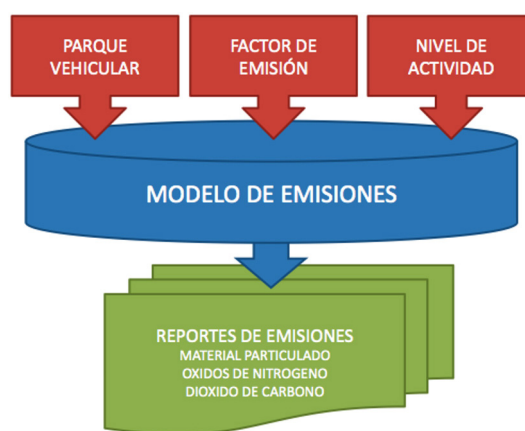 PARQUE
VEHICULAR
FACTOR DE
EMISIÓN
NIVEL DE
ACTIVIDAD
MODELO DE EMISIONES
REPORTES DE EMISIONES
MATERIAL PARTICULADO
OXIDOS DE NITROGENO
DIOXIDO DE CARBONO